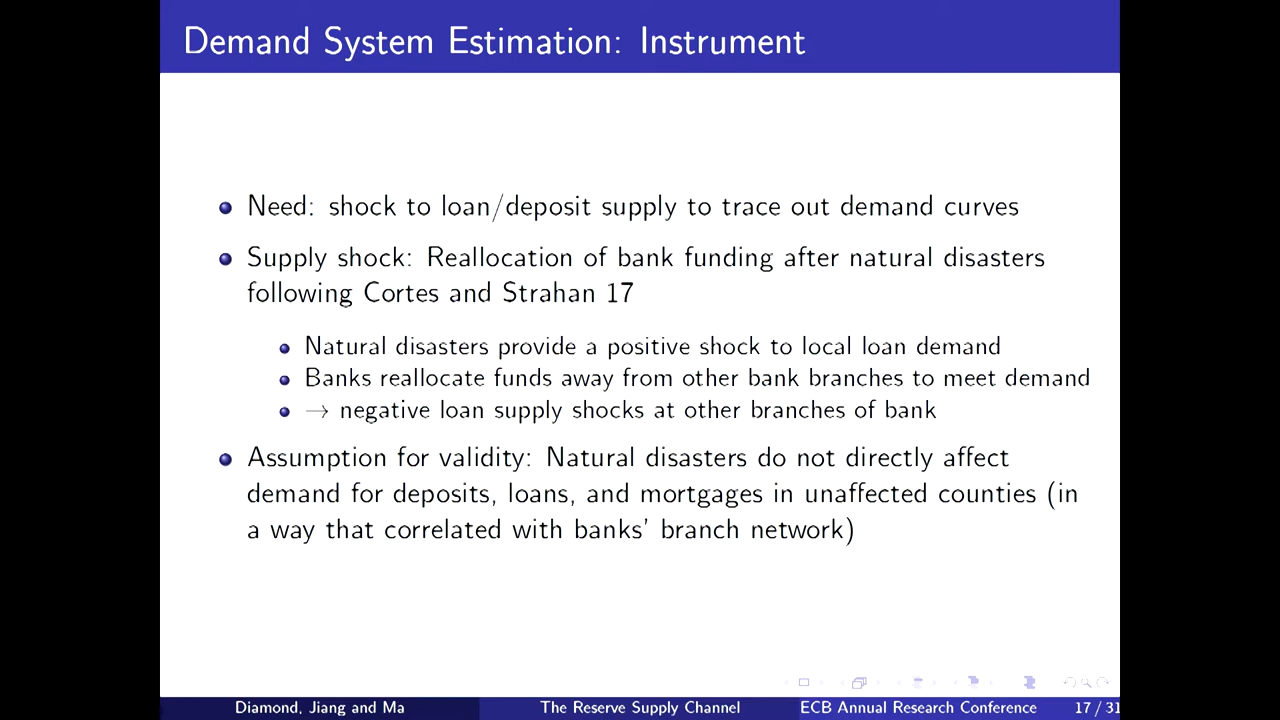 Demand System Estimation: Instrument
Need: shock to loan/deposit supply to trace out demand curves
Supply shock: Reallocation of bank funding after natural disasters
following Cortes and Strahan 17
Natural disasters provide a positive shock to local loan demand
Banks reallocate funds away from other bank branches to meet demand
→ negative loan supply shocks at other branches of bank
Assumption for validity: Natural disasters do not directly affect
demand for deposits, loans, and mortgages in unaffected counties (in
a way that correlated with banks' branch network)
Diamond, Jiang and Ma The Reserve Supply Channel ECB Annual Research Conference 17 / 31